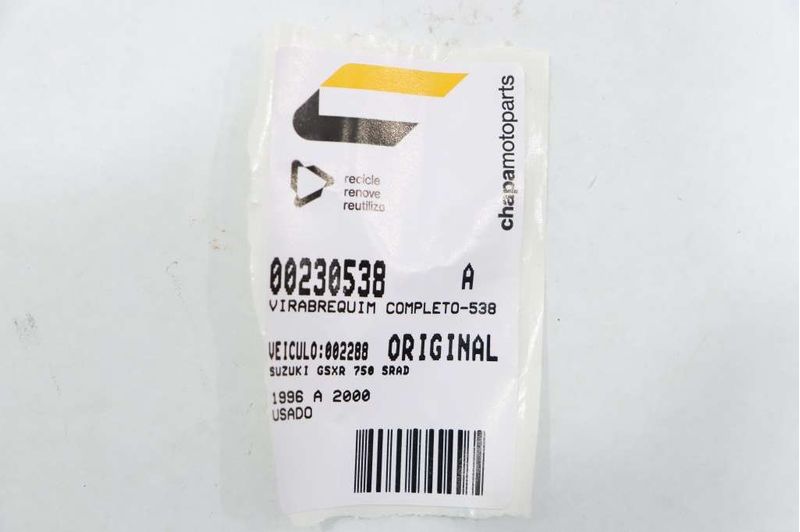 chapamotoparts
recicle
renove
reutilize
00230538 A
VIRABREQUIM COMPLETO-538
VEICULO:002288 ORIGINAL
SUZUKI GSXR 750 SRAD
1996 A 2000
USADO